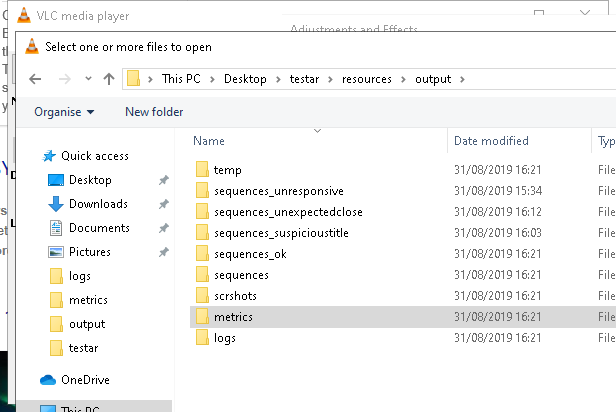 VLC media player
Adjustments and Effects
Select one or more files to open
This PC > Desktop > testar > resources > output >
Organise New folder
Name Date modified Typ
Quick access
Desktop
Downloads
Documents
Pictures
logs
metrics
output
testar
OneDrive
This PC
temp 31/08/2019 16:21 File
sequences_unresponsive 31/08/2019 15:34 File
sequences_unexpectedclose 31/08/2019 16:12 File
sequences_suspicioustitle 31/08/2019 16:03 File
sequences_ok 31/08/2019 16:21 File
sequences 31/08/2019 16:21 File
scrshots 31/08/2019 16:21 File
metrics 31/08/2019 16:21 File
logs 31/08/2019 16:21 File